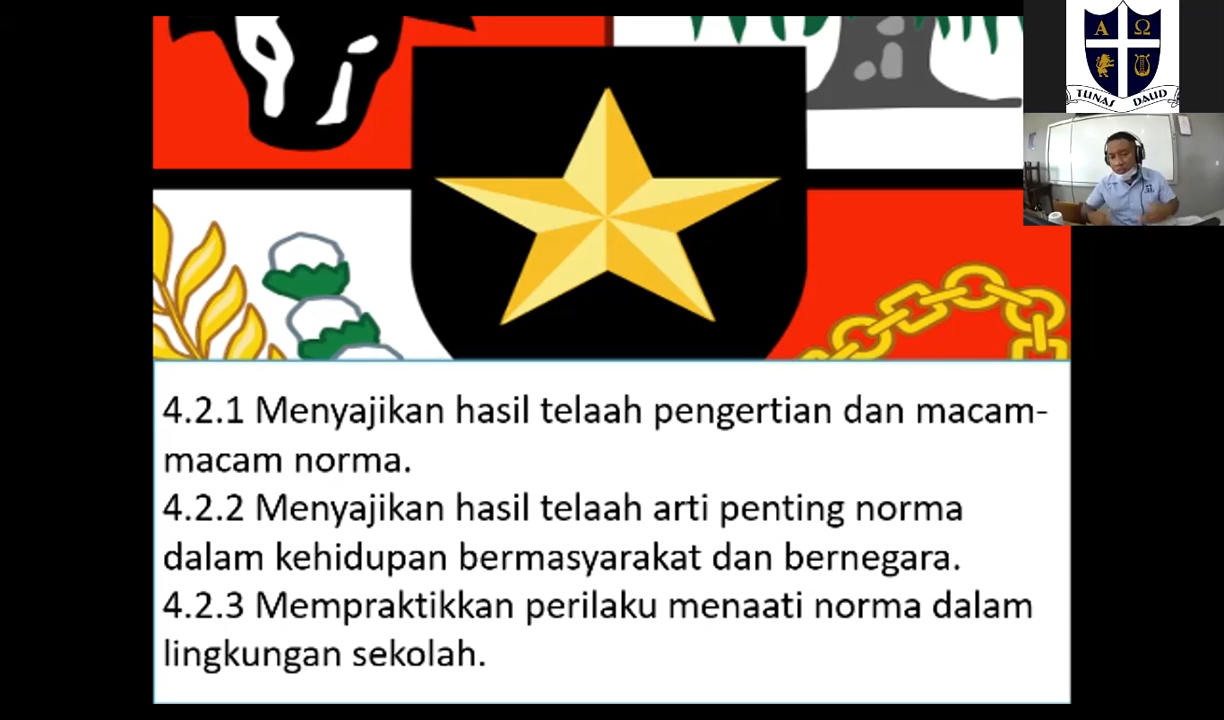 Α Ω
TUNAS DAUD
4.2.1 Menyajikan hasil telaah pengertian dan macam-
macam norma.
4.2.2 Menyajikan hasil telaah arti penting norma
dalam kehidupan bermasyarakat dan bernegara.
4.2.3 Mempraktikkan perilaku menaati norma dalam
lingkungan sekolah.